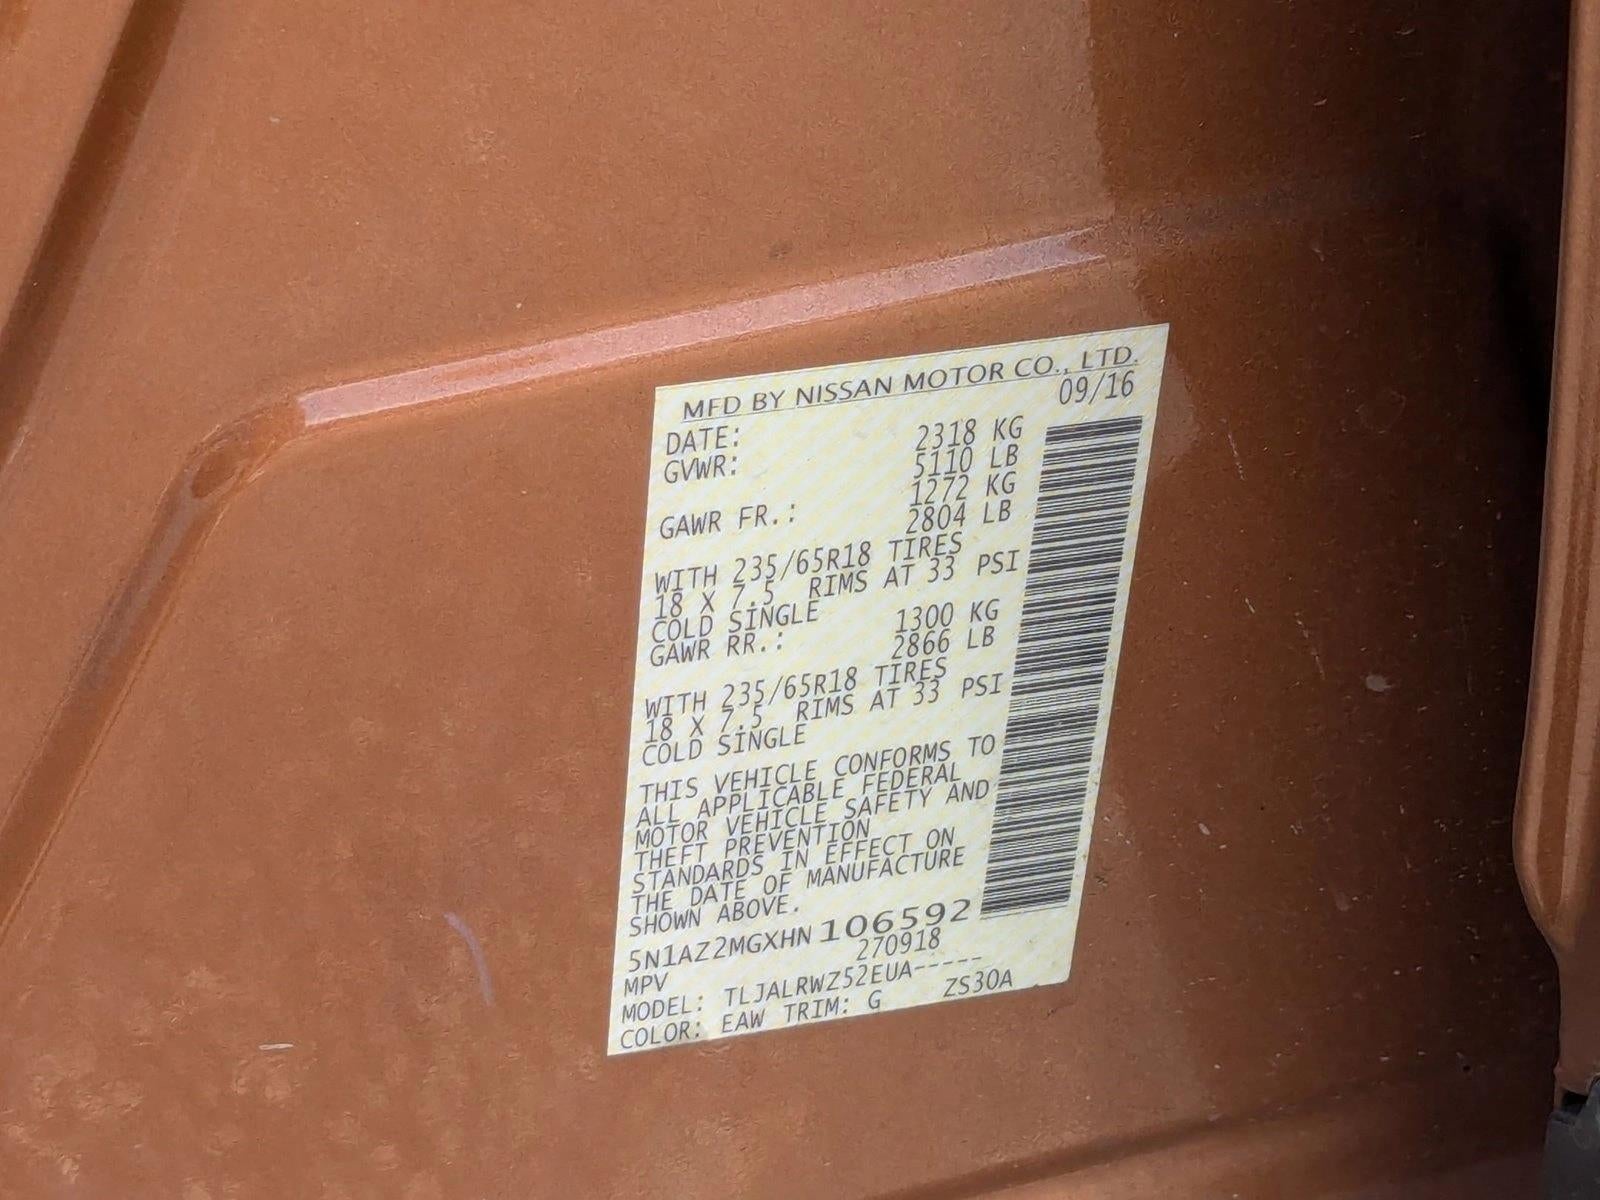 MFD BY NISSAN MOTOR CO., LTD.
DATE: 09/16
GVWR: 2318 KG
5110 LB
GAWR FR.: 1272 KG
2804 LB
WITH 235/65R18 TIRES
18 X 7.5 RIMS AT 33 PSI
COLD SINGLE
GAWR RR.: 1300 KG
2866 LB
WITH 235/65R18 TIRES
18 X 7.5 RIMS AT 33 PSI
COLD SINGLE
THIS VEHICLE CONFORMS TO
ALL APPLICABLE FEDERAL
MOTOR VEHICLE SAFETY AND
THEFT PREVENTION
STANDARDS IN EFFECT ON
THE DATE OF MANUFACTURE
SHOWN ABOVE.
5N1AZ2MGXHN 106592
MPV 270918
MODEL: TLJALRWZ52EUA-----
COLOR: EAW TRIM: G ZS30A